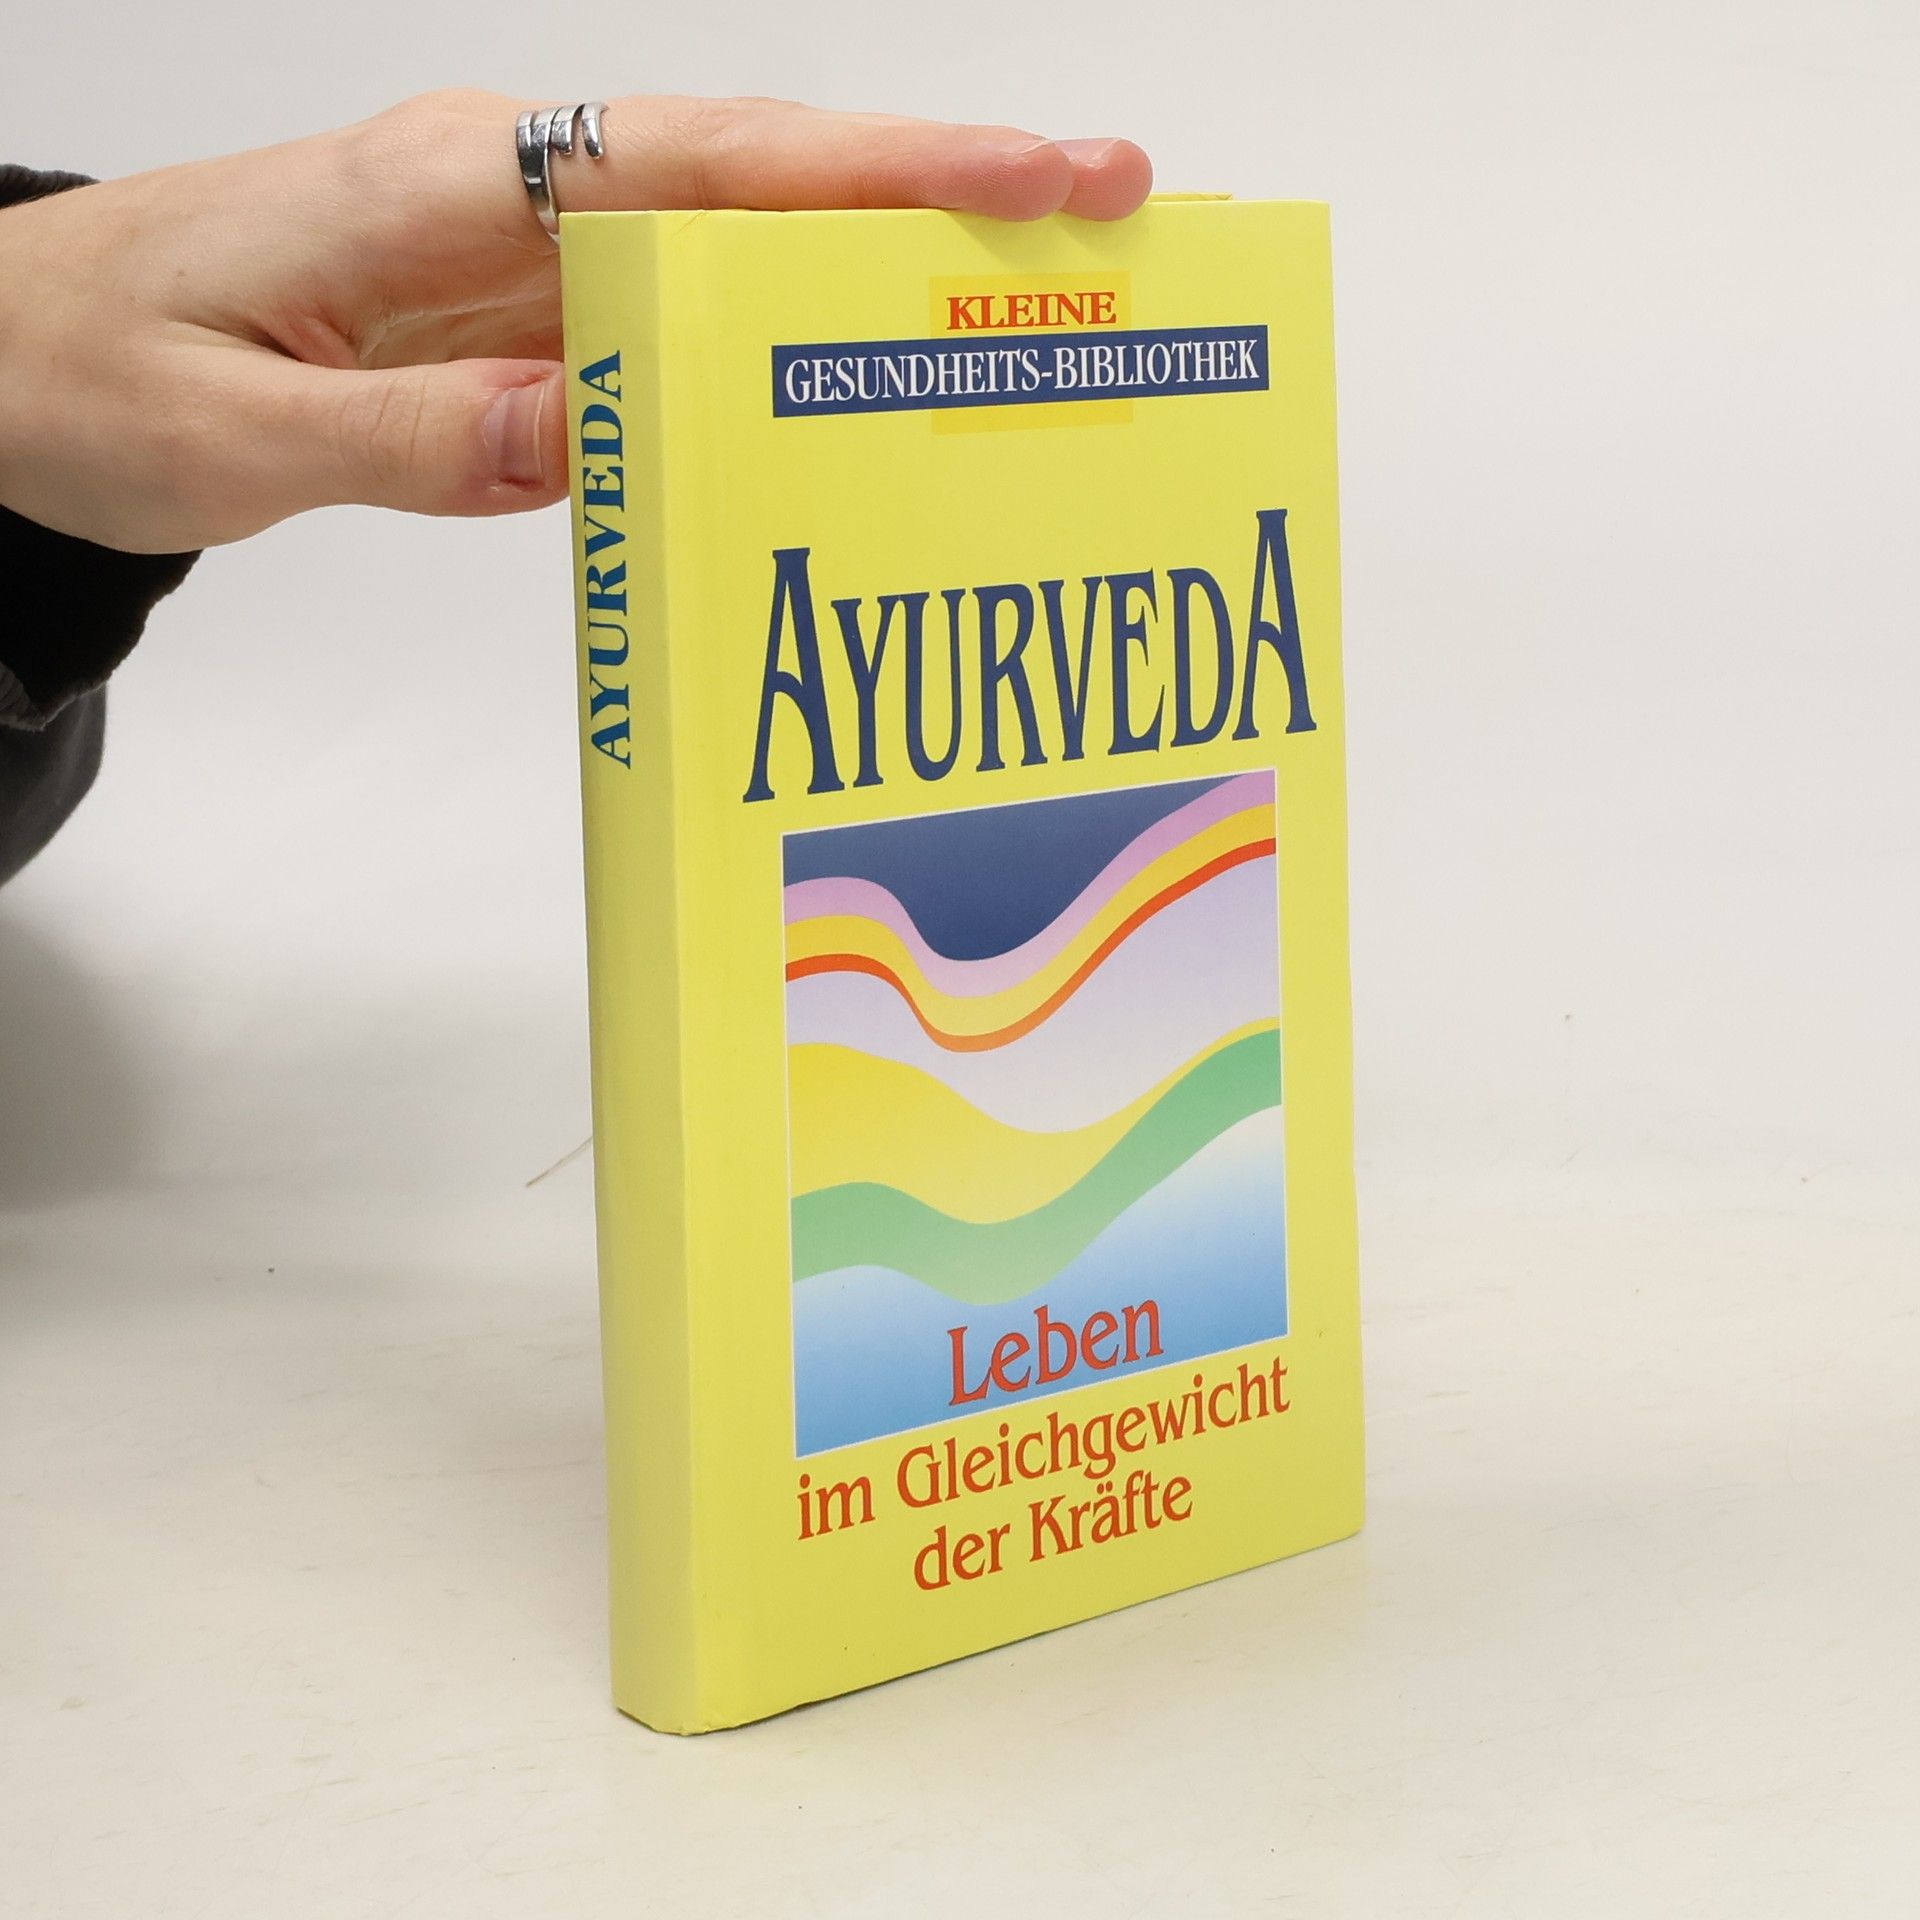 AYURVEDA
KLEINE
GESUNDHEITS-BIBLIOTHEK
AYURVEDA
Leben
im Gleichgewicht
der Kräfte